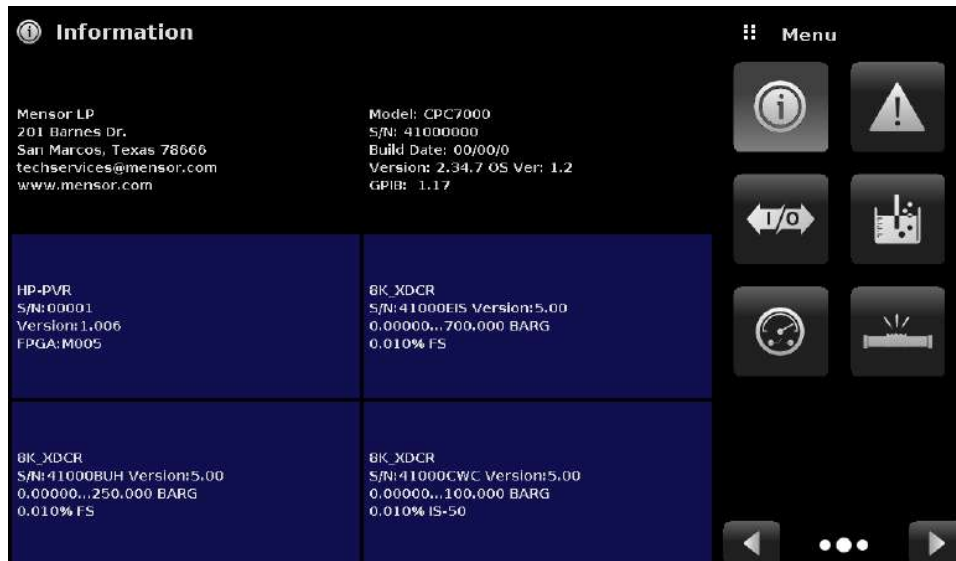 Information
Mensor LP
201 Barnes Dr.
San Marcos, Texas 78666
techservices@mensor.com
www.mensor.com
Model: CPC7000
S/N: 41000000
Build Date: 00/00/0
Version: 2.34.7 OS Ver: 1.2
GPIB: 1.17
HP-PVR
S/N:00001
Version:1.006
FPGA:M005
8K_XDCR
S/N:41000EIS Version:5.00
0.00000...700.000 BARG
0.010% FS
8K_XDCR
S/N:41000BUH Version:5.00
0.00000...250.000 BARG
0.010% FS
8K_XDCR
S/N:41000CWC Version:5.00
0.00000...100.000 BARG
0.010% IS-50
Menu
I/O